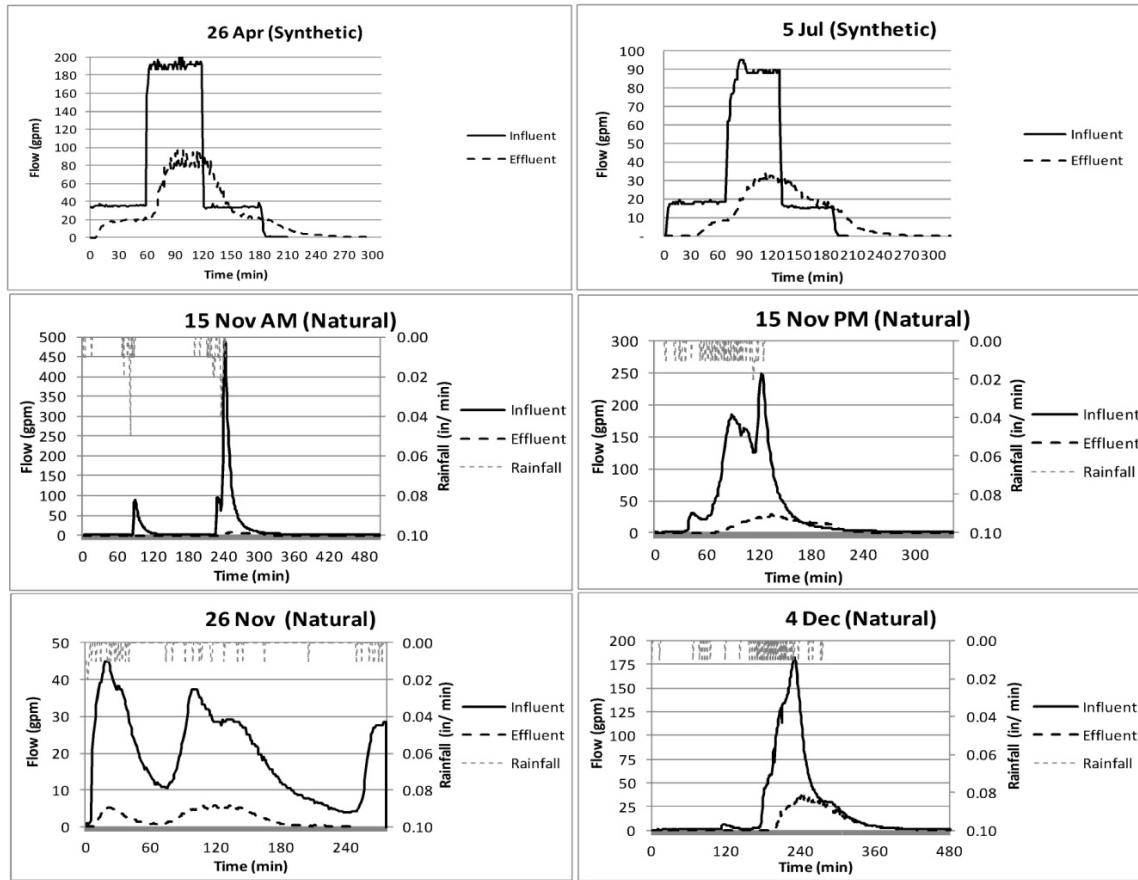 26 Apr (Synthetic)
Flow (gpm)
200
180
160
140
120
100
80
60
40
20
0
0 30 60 90 120 150 180 210 240 270 300
Time (min)
Influent
Effluent
5 Jul (Synthetic)
Flow (gpm)
100
90
80
70
60
50
40
30
20
10
-
0 30 60 90 120 150 180 210 240 270 300
Time (min)
Influent
Effluent
15 Nov AM (Natural)
Flow (gpm)
500
450
400
350
300
250
200
150
100
50
0
0 60 120 180 240 300 360 420 480
Time (min)
0.00
0.02
0.04
0.06
0.08
0.10
Rainfall (in/ min)
Influent
Effluent
Rainfall
15 Nov PM (Natural)
Flow (gpm)
300
250
200
150
100
50
0
0 60 120 180 240 300
Time (min)
0.00
0.02
0.04
0.06
0.08
0.10
Rainfall (in/ min)
Influent
Effluent
Rainfall
26 Nov (Natural)
Flow (gpm)
50
40
30
20
10
0
0 60 120 180 240
Time (min)
0.00
0.02
0.04
0.06
0.08
0.10
Rainfall (in/ min)
Influent
Effluent
Rainfall
4 Dec (Natural)
Flow (gpm)
200
175
150
125
100
75
50
25
0
0 120 240 360 480
Time (min)
0.00
0.02
0.04
0.06
0.08
0.10
Rainfall (in/ min)
Influent
Effluent
Rainfall